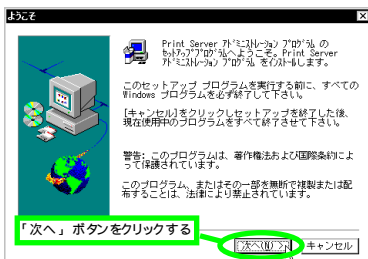 ようこそ
Print Server ｱﾄﾞﾐﾆｽﾄﾚｰｼｮﾝ ﾌﾟﾛｸﾞﾗﾑ の
ｾｯﾄｱｯﾌﾟﾌﾟﾛｸﾞﾗﾑへようこそ。Print Server
ｱﾄﾞﾐﾆｽﾄﾚｰｼｮﾝ ﾌﾟﾛｸﾞﾗﾑ をｲﾝｽﾄｰﾙします。
このセットアップ プログラムを実行する前に、すべての
Windows プログラムを必ず終了して下さい。
[キャンセル]をクリックしセットアップを終了した後、
現在使用中のプログラムをすべて終了させて下さい。
警告: このプログラムは、著作権法および国際条約によ
って保護されています。
このプログラム、またはその一部を無断で複製または配
布することは、法律により禁止されています。
「次へ」ボタンをクリックする
次へ(N) >
キャンセル